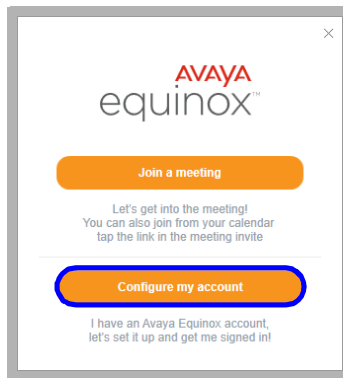 AVAYA
equinox™
Join a meeting
Let's get into the meeting!
You can also join from your calendar
tap the link in the meeting invite
Configure my account
I have an Avaya Equinox account,
let's set it up and get me signed in!